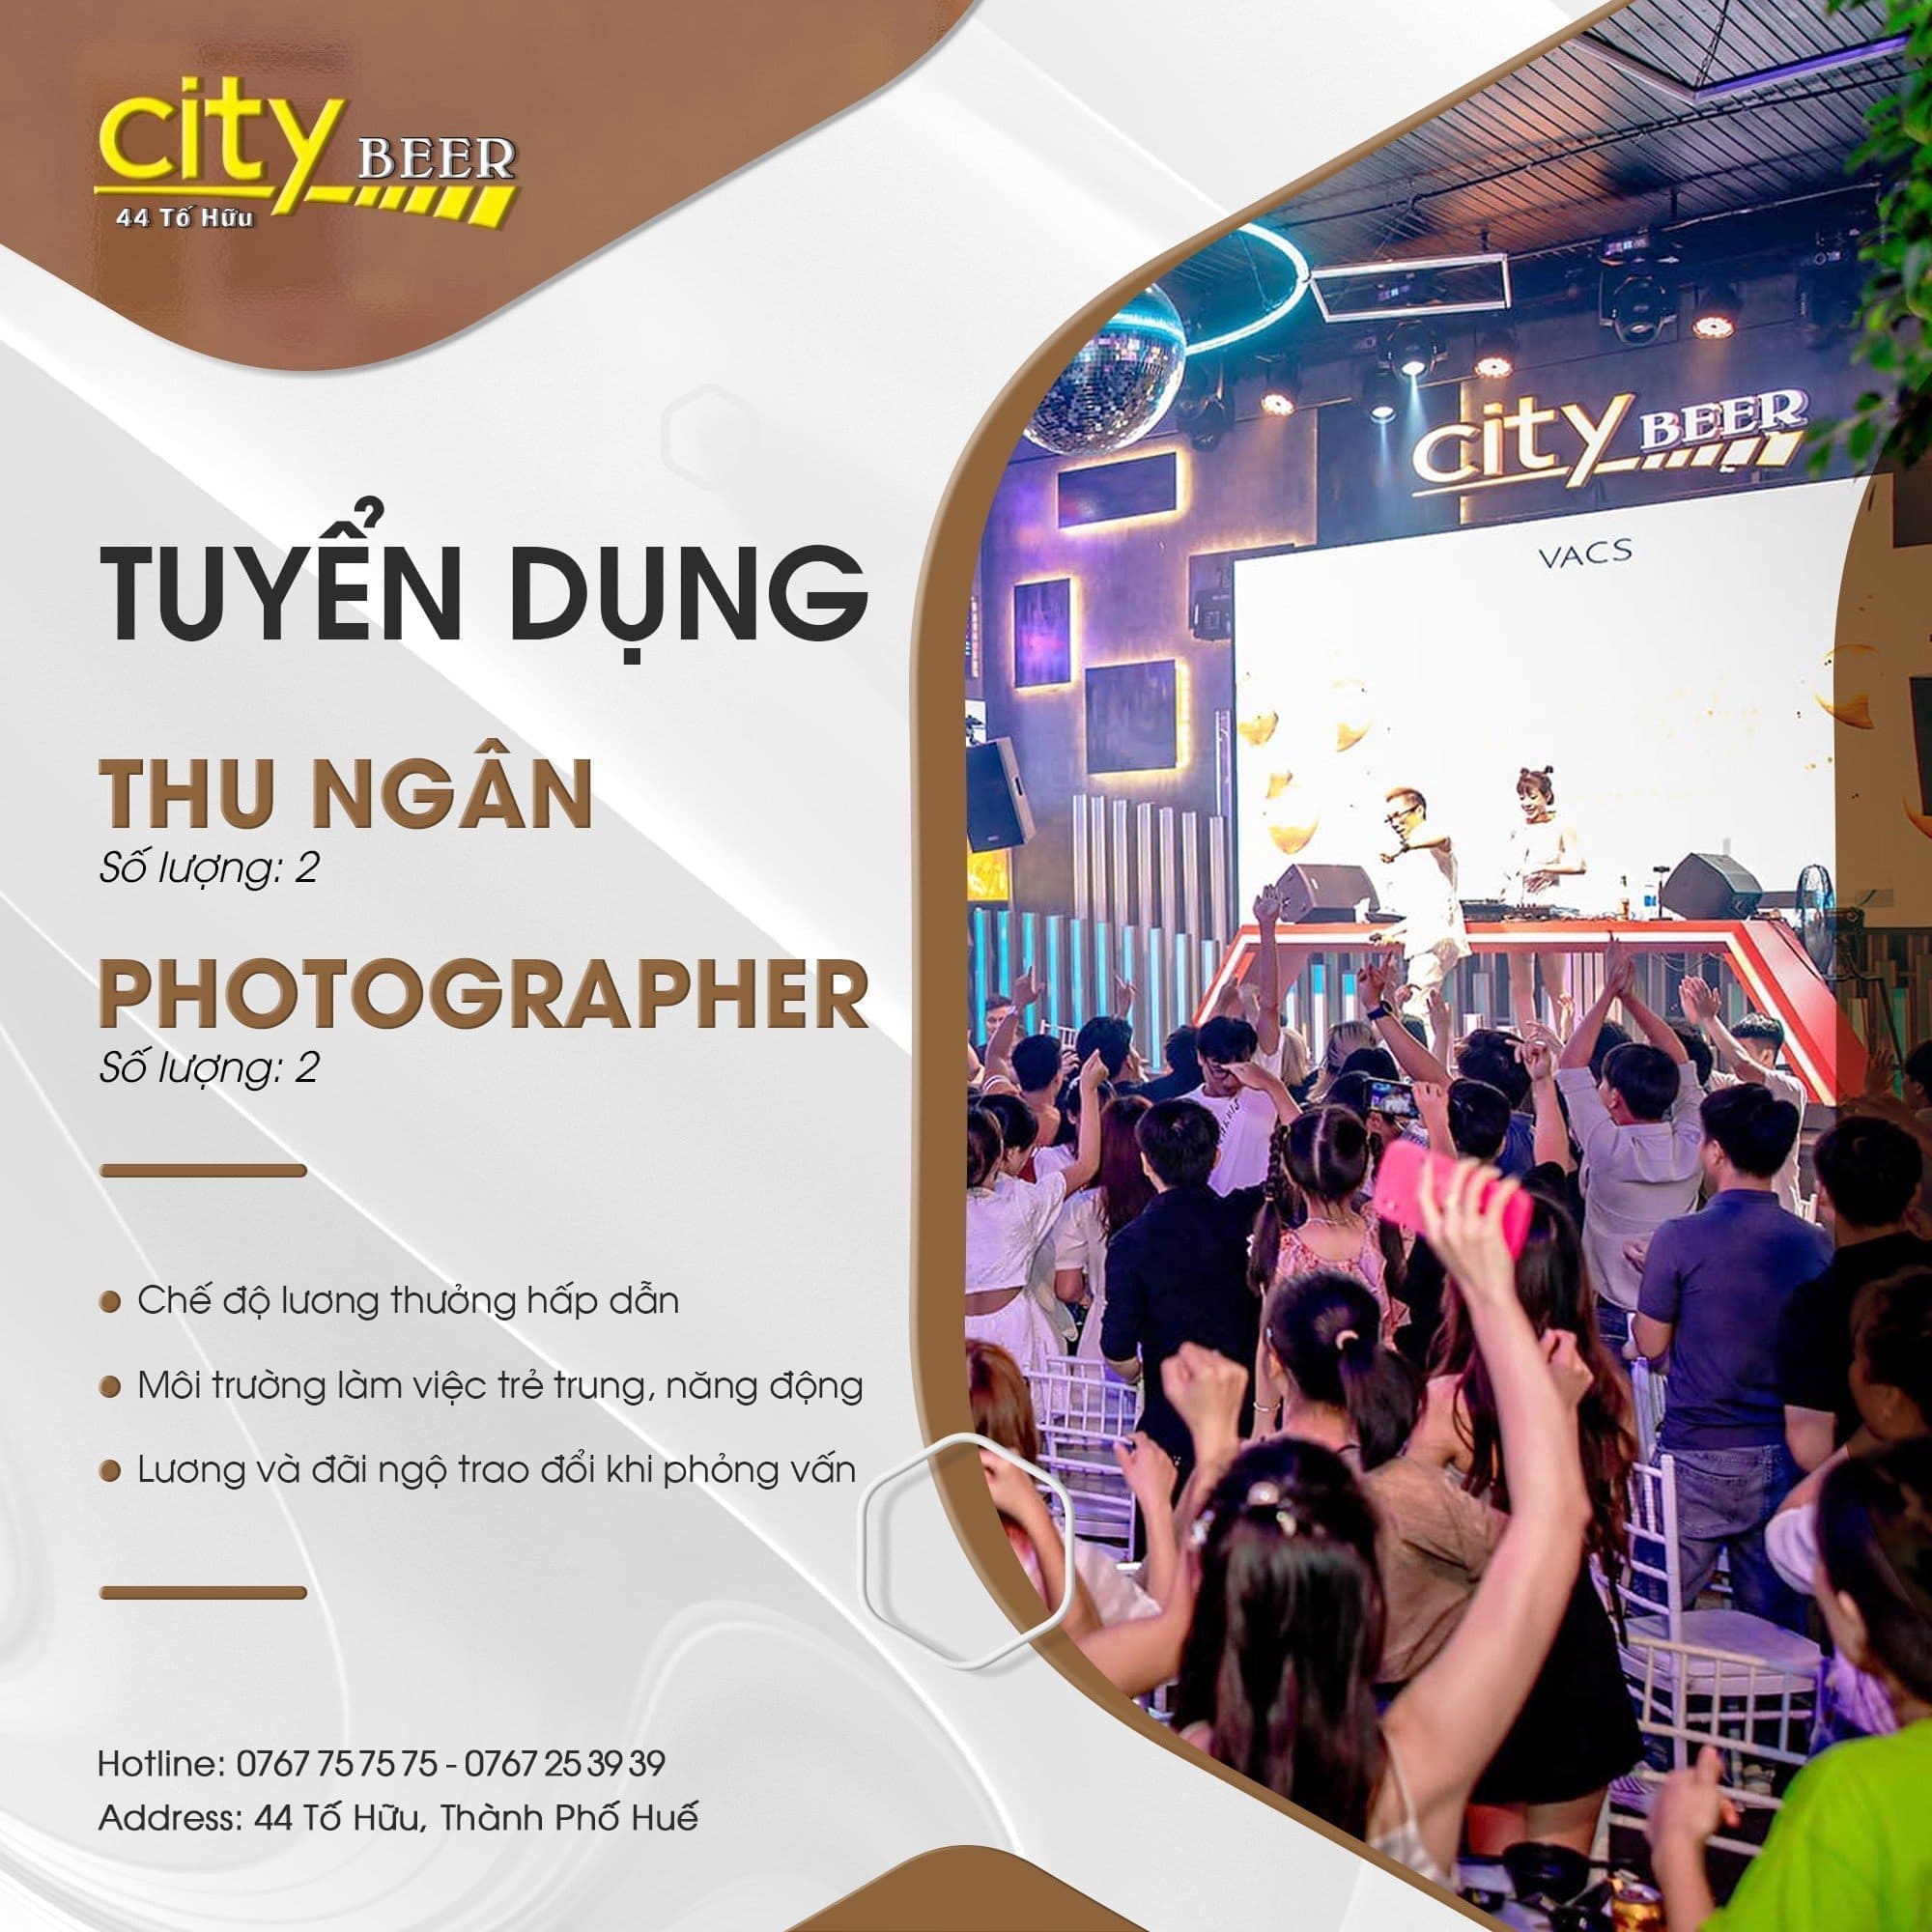 city BEER
44 Tố Hữu
TUYỂN DỤNG
THU NGÂN
Số lượng: 2
PHOTOGRAPHER
Số lượng: 2
Chế độ lương thưởng hấp dẫn
Môi trường làm việc trẻ trung, năng động
Lương và đãi ngộ trao đổi khi phỏng vấn
Hotline: 0767 75 75 75 - 0767 25 39 39
Address: 44 Tố Hữu, Thành Phố Huế
city BEER
VACS